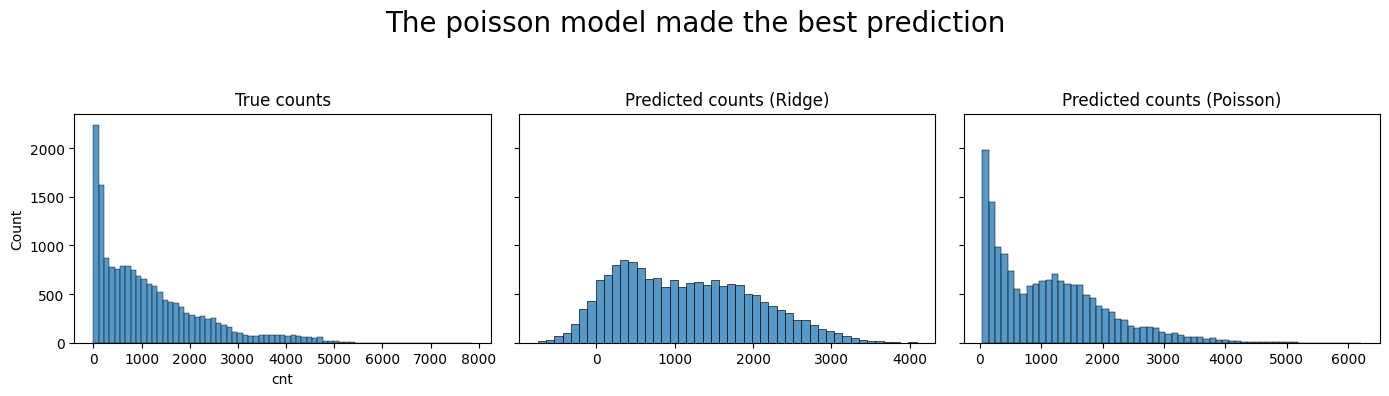 The poisson model made the best prediction
True counts
Predicted counts (Ridge)
Predicted counts (Poisson)
Count
2000
1500
1000
500
0
0 1000 2000 3000 4000 5000 6000 7000 8000
cnt
0 1000 2000 3000 4000
0 1000 2000 3000 4000 5000 6000